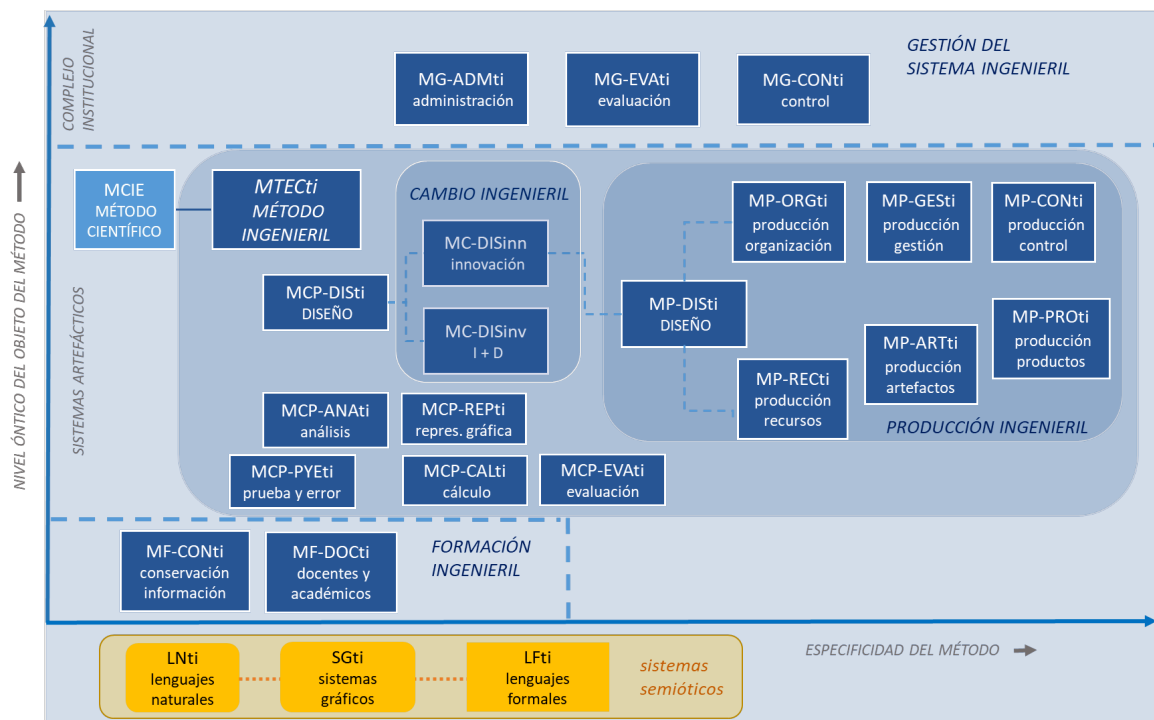 COMPLEJO
INSTITUCIONAL
GESTIÓN DEL
SISTEMA INGENIERIL
MG-ADMti
administración
MG-EVAti
evaluación
MG-CONti
control
NIVEL ÓNTICO DEL OBJETO DEL MÉTODO
SISTEMAS ARTEFÁCTICOS
MCIE
MÉTODO
CIENTÍFICO
MTECti
MÉTODO
INGENIERIL
CAMBIO INGENIERIL
MC-DISinn
innovación
MC-DISinv
I + D
MCP-DISti
DISEÑO
MP-DISti
DISEÑO
MP-ORGti
producción
organización
MP-GESti
producción
gestión
MP-CONti
producción
control
MP-RECti
producción
recursos
MP-ARTti
producción
artefactos
MP-PROti
producción
productos
PRODUCCIÓN INGENIERIL
MCP-ANAti
análisis
MCP-REPti
repres. gráfica
MCP-PYEti
prueba y error
MCP-CALti
cálculo
MCP-EVAti
evaluación
MF-CONti
conservación
información
MF-DOCti
docentes y
académicos
FORMACIÓN
INGENIERIL
ESPECIFICIDAD DEL MÉTODO
LNti
lenguajes
naturales
SGti
sistemas
gráficos
LFti
lenguajes
formales
sistemas
semióticos